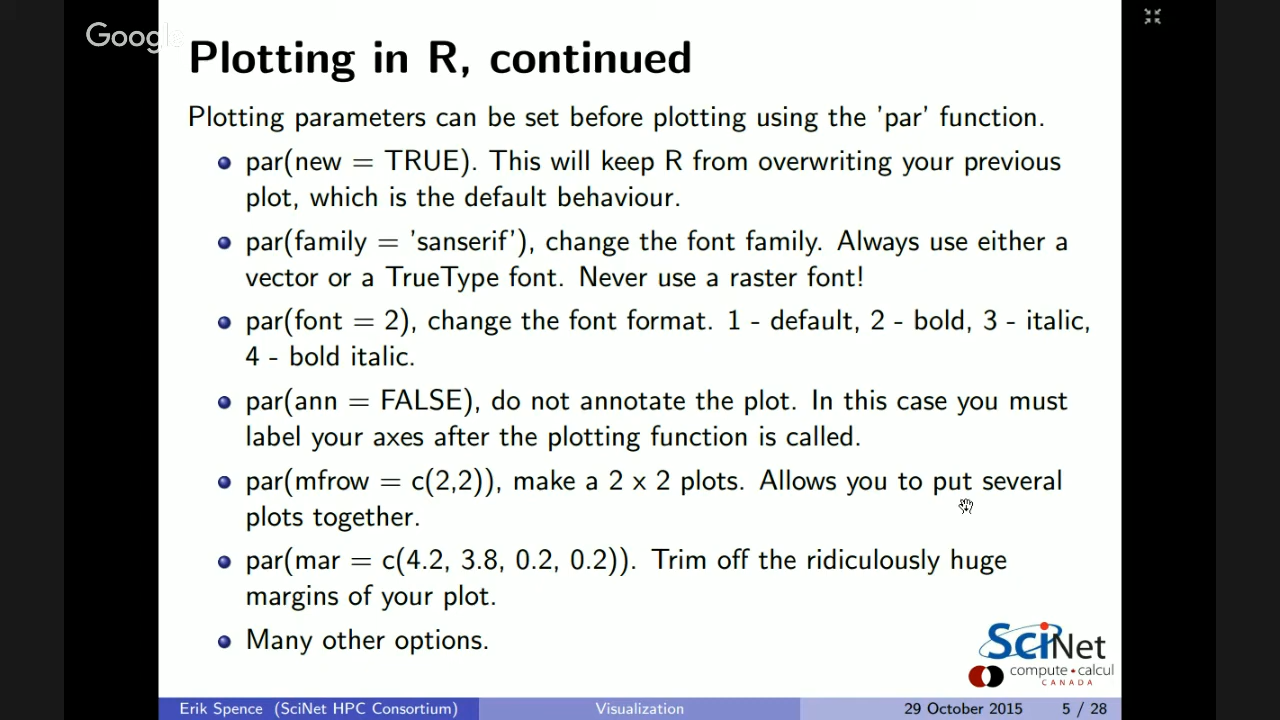 Google
Plotting in R, continued
Plotting parameters can be set before plotting using the 'par' function.
par(new = TRUE). This will keep R from overwriting your previous
plot, which is the default behaviour.
par(family = 'sanserif'), change the font family. Always use either a
vector or a TrueType font. Never use a raster font!
par(font = 2), change the font format. 1 - default, 2 - bold, 3 - italic,
4 - bold italic.
par(ann = FALSE), do not annotate the plot. In this case you must
label your axes after the plotting function is called.
par(mfrow = c(2,2)), make a 2 x 2 plots. Allows you to put several
plots together.
par(mar = c(4.2, 3.8, 0.2, 0.2)). Trim off the ridiculously huge
margins of your plot.
Many other options.
SciNet
compute • calcul
CANADA
Erik Spence (SciNet HPC Consortium) Visualization 29 October 2015 5 / 28